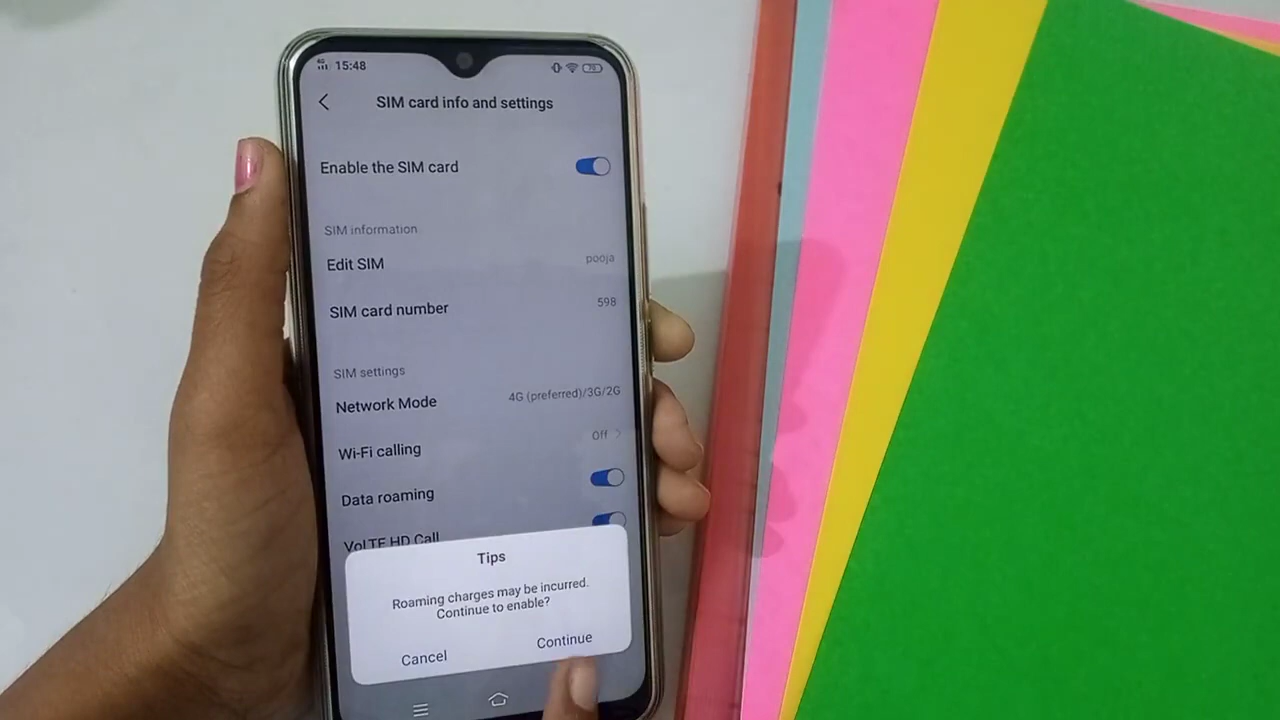 4G 15:48 70
SIM card info and settings
Enable the SIM card
SIM information
Edit SIM pooja
SIM card number 598
SIM settings
Network Mode 4G (preferred)/3G/2G
Wi-Fi calling Off
Data roaming
VoLTE HD Call
Tips
Roaming charges may be incurred.
Continue to enable?
Cancel Continue